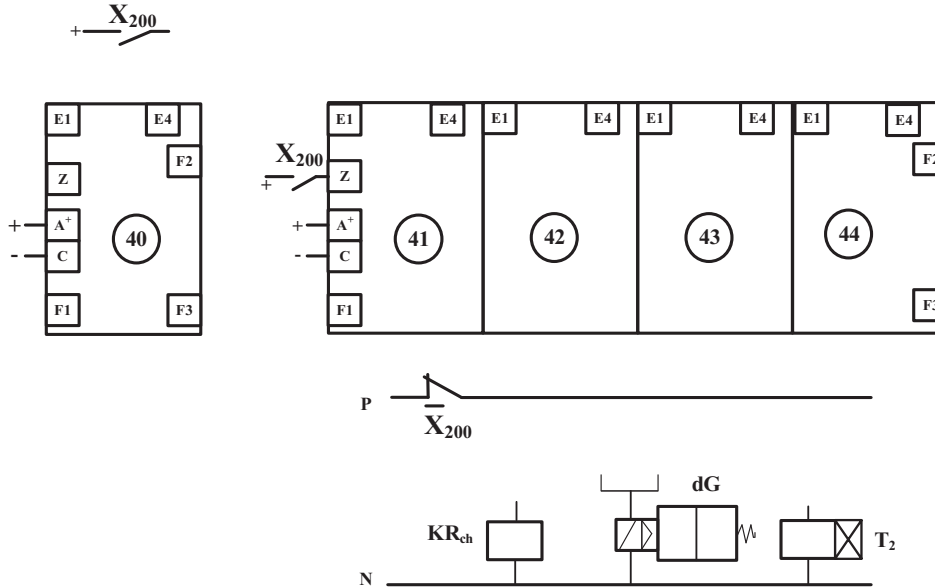 X200
+
E1 E4
F2
Z
+ A+
- C
40
F1 F3
E1 E4 E1 E4 E1 E4 E1 E4
F2
X200
+ Z
+ A+
- C
41 42 43 44
F1 F3
P
X̅200
dG
KRch
T2
N